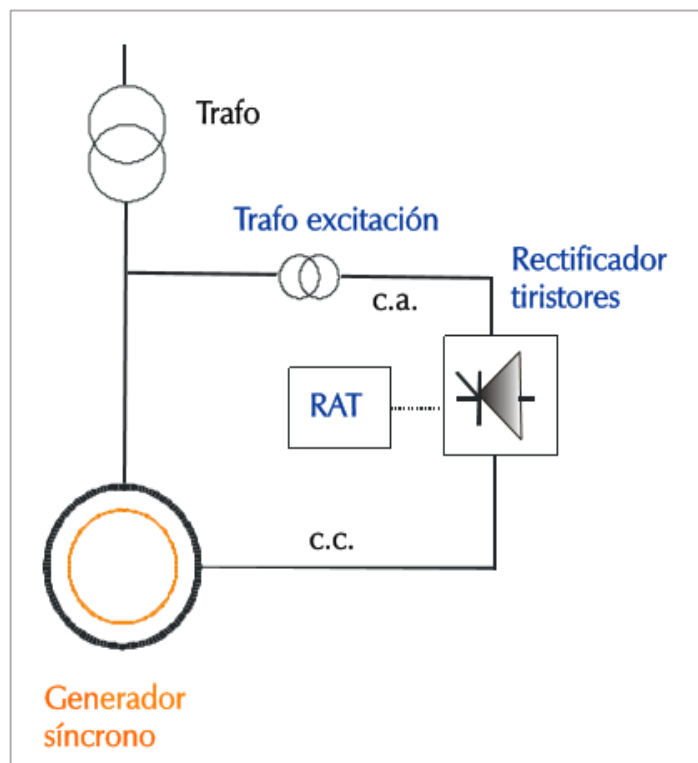 Trafo
Trafo excitación
Rectificador
tiristores
c.a.
RAT
c.c.
Generador
síncrono